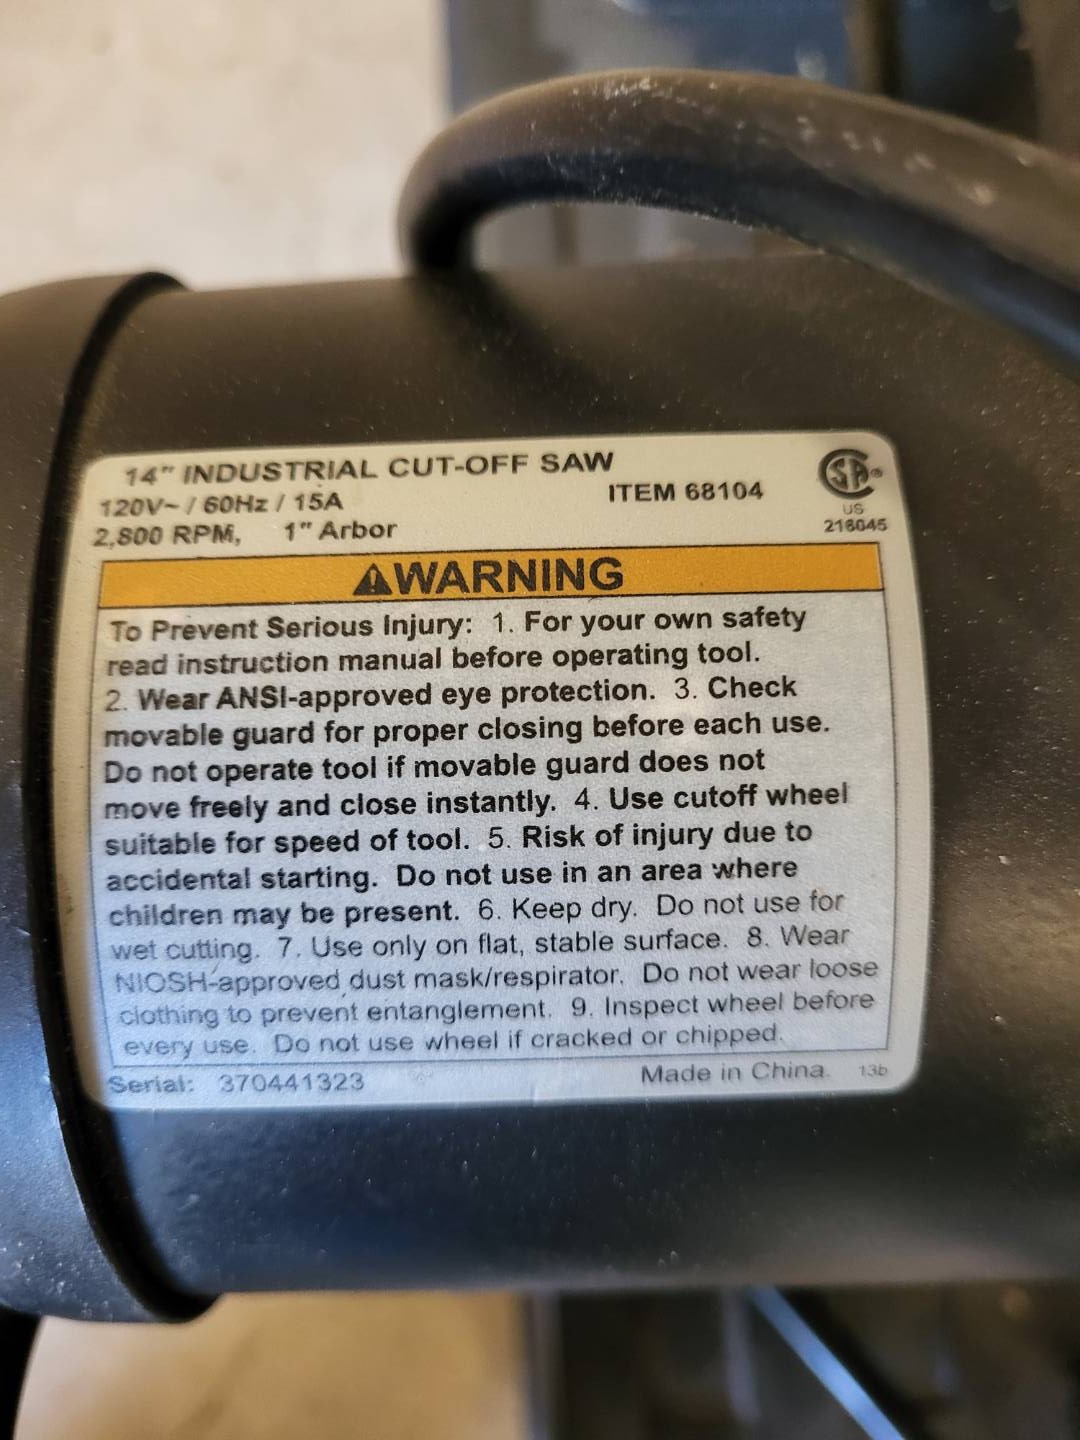 14" INDUSTRIAL CUT-OFF SAW
120V~ / 60Hz / 15A
ITEM 68104
2,800 RPM, 1" Arbor
SA®
US
218045
WARNING
To Prevent Serious Injury: 1. For your own safety
read instruction manual before operating tool.
2. Wear ANSI-approved eye protection. 3. Check
movable guard for proper closing before each use.
Do not operate tool if movable guard does not
move freely and close instantly. 4. Use cutoff wheel
suitable for speed of tool. 5. Risk of injury due to
accidental starting. Do not use in an area where
children may be present. 6. Keep dry. Do not use for
wet cutting. 7. Use only on flat, stable surface. 8. Wear
NIOSH-approved dust mask/respirator. Do not wear loose
clothing to prevent entanglement. 9. Inspect wheel before
every use. Do not use wheel if cracked or chipped.
Serial: 370441323
Made in China. 13b